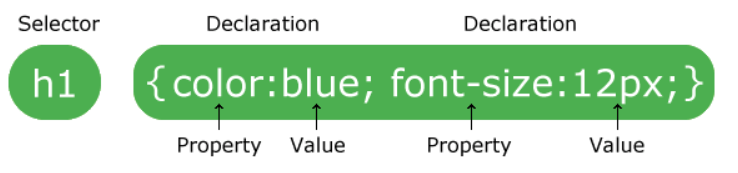 Selector Declaration Declaration
h1 {color:blue; font-size:12px;}
Property Value Property Value